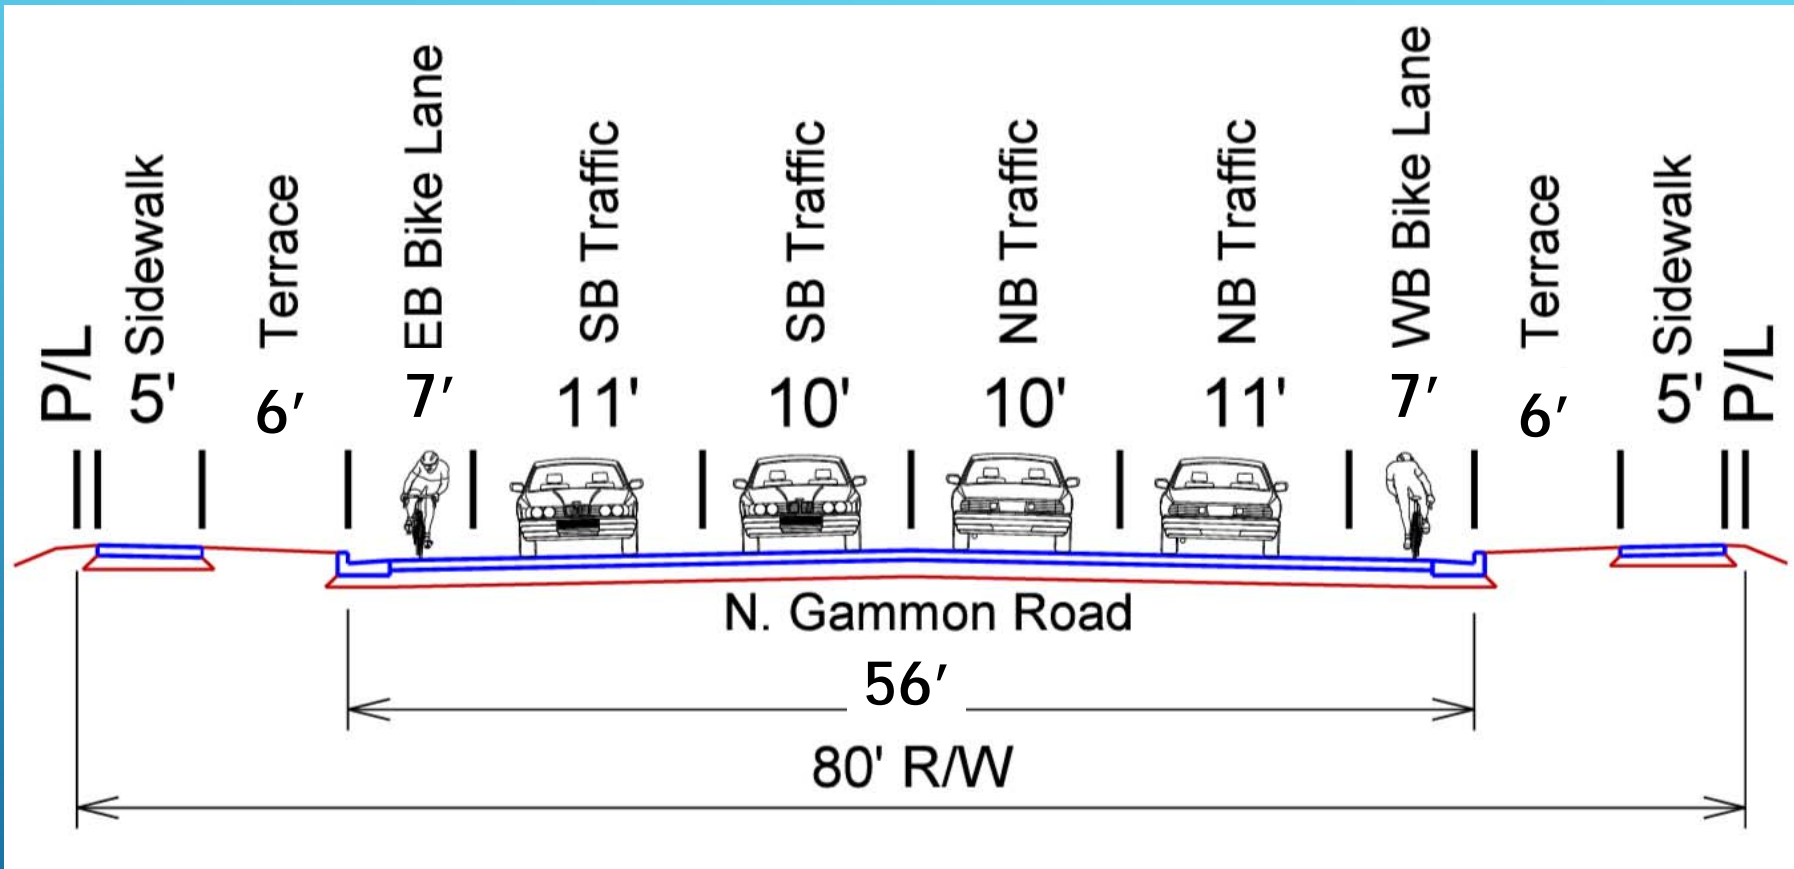 P/L
5' Sidewalk
6' Terrace
7' EB Bike Lane
11' SB Traffic
10' SB Traffic
10' NB Traffic
11' NB Traffic
7' WB Bike Lane
6' Terrace
5' Sidewalk
P/L
N. Gammon Road
56'
80' R/W